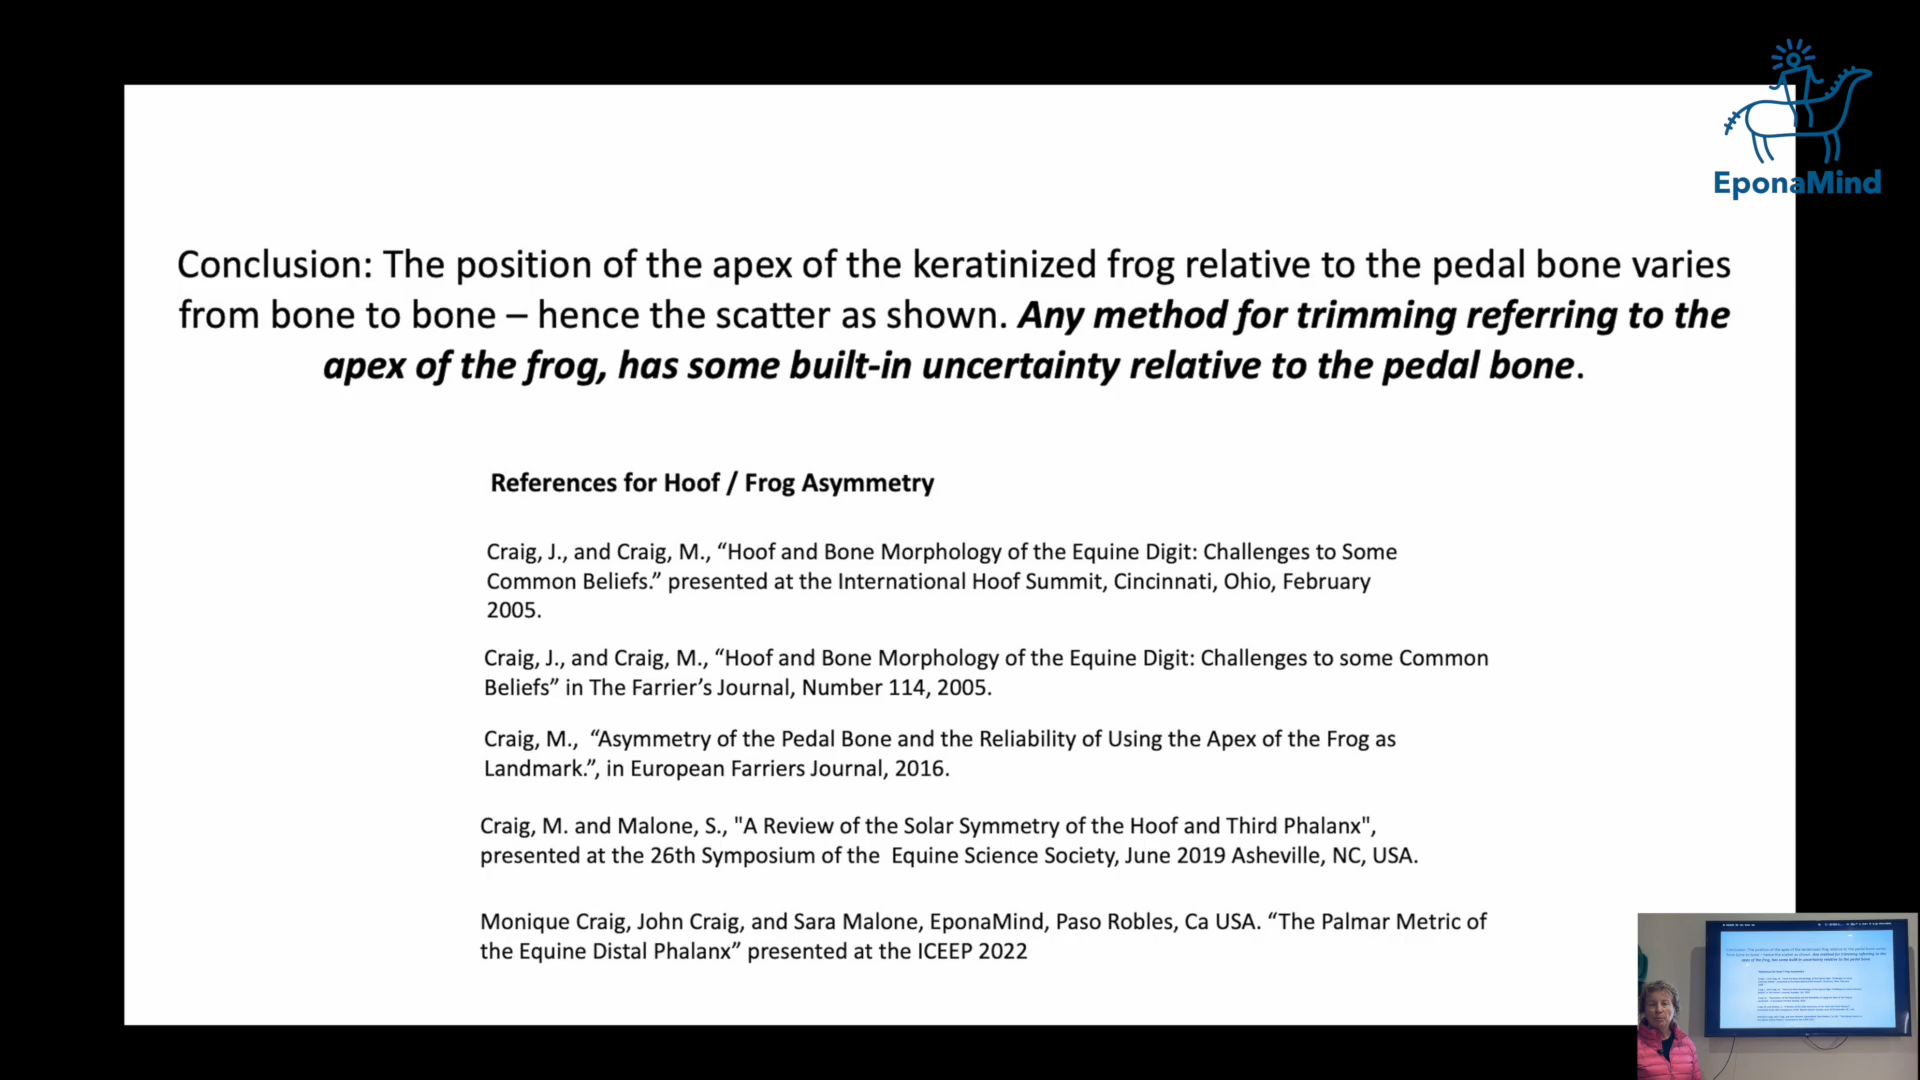 EponaMind
Conclusion: The position of the apex of the keratinized frog relative to the pedal bone varies
from bone to bone – hence the scatter as shown. Any method for trimming referring to the
apex of the frog, has some built-in uncertainty relative to the pedal bone.
References for Hoof / Frog Asymmetry
Craig, J., and Craig, M., “Hoof and Bone Morphology of the Equine Digit: Challenges to Some
Common Beliefs.” presented at the International Hoof Summit, Cincinnati, Ohio, February
2005.
Craig, J., and Craig, M., “Hoof and Bone Morphology of the Equine Digit: Challenges to some Common
Beliefs” in The Farrier’s Journal, Number 114, 2005.
Craig, M.,  “Asymmetry of the Pedal Bone and the Reliability of Using the Apex of the Frog as
Landmark.”, in European Farriers Journal, 2016.
Craig, M. and Malone, S., "A Review of the Solar Symmetry of the Hoof and Third Phalanx",
presented at the 26th Symposium of the  Equine Science Society, June 2019 Asheville, NC, USA.
Monique Craig, John Craig, and Sara Malone, EponaMind, Paso Robles, Ca USA. “The Palmar Metric of
the Equine Distal Phalanx” presented at the ICEEP 2022